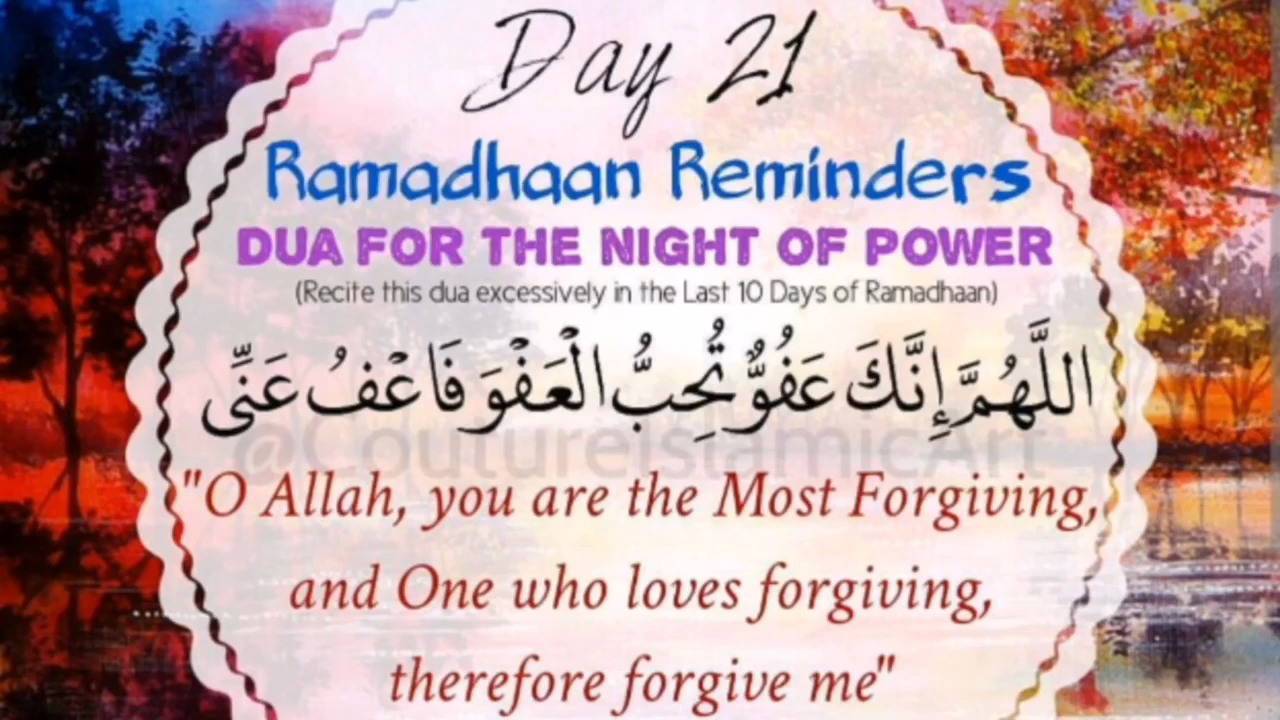 Day 21
Ramadhaan Reminders
DUA FOR THE NIGHT OF POWER
(Recite this dua excessively in the Last 10 Days of Ramadhaan)
اللَّهُمَّ إِنَّكَ عَفُوٌّ تُحِبُّ الْعَفْوَ فَاعْفُ عَنِّى
@CoutureIslamicArt
"O Allah, you are the Most Forgiving,
and One who loves forgiving,
therefore forgive me"